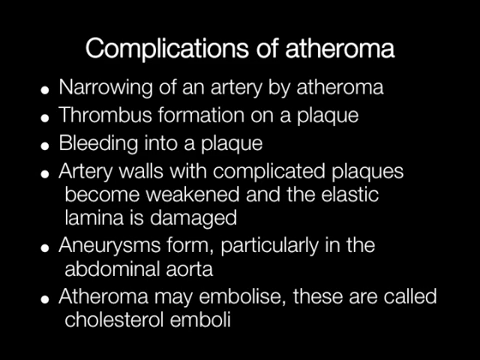 Complications of atheroma
• Narrowing of an artery by atheroma
• Thrombus formation on a plaque
• Bleeding into a plaque
• Artery walls with complicated plaques
become weakened and the elastic
lamina is damaged
• Aneurysms form, particularly in the
abdominal aorta
• Atheroma may embolise, these are called
cholesterol emboli